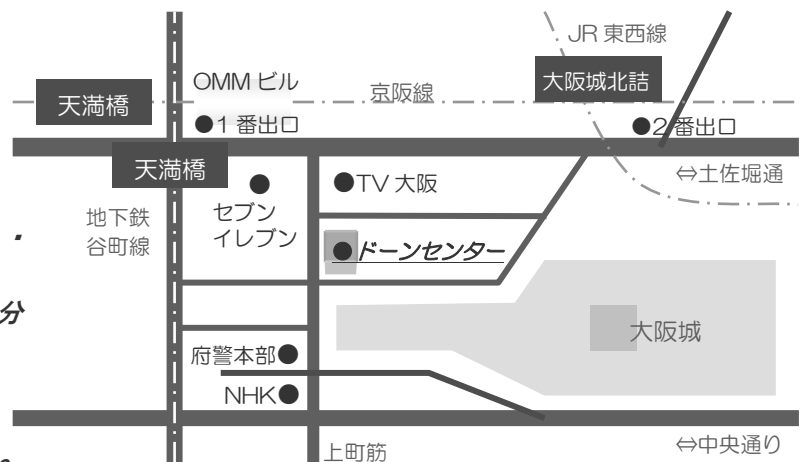 JR 東西線
OMM ビル
大阪城北詰
京阪線
天満橋
●1 番出口
●2 番出口
天満橋
⇔土佐堀通
●TV 大阪
地下鉄
谷町線
セブン
イレブン
・
●ドーンセンター
分
大阪城
府警本部●
NHK●
上町筋
⇔中央通り